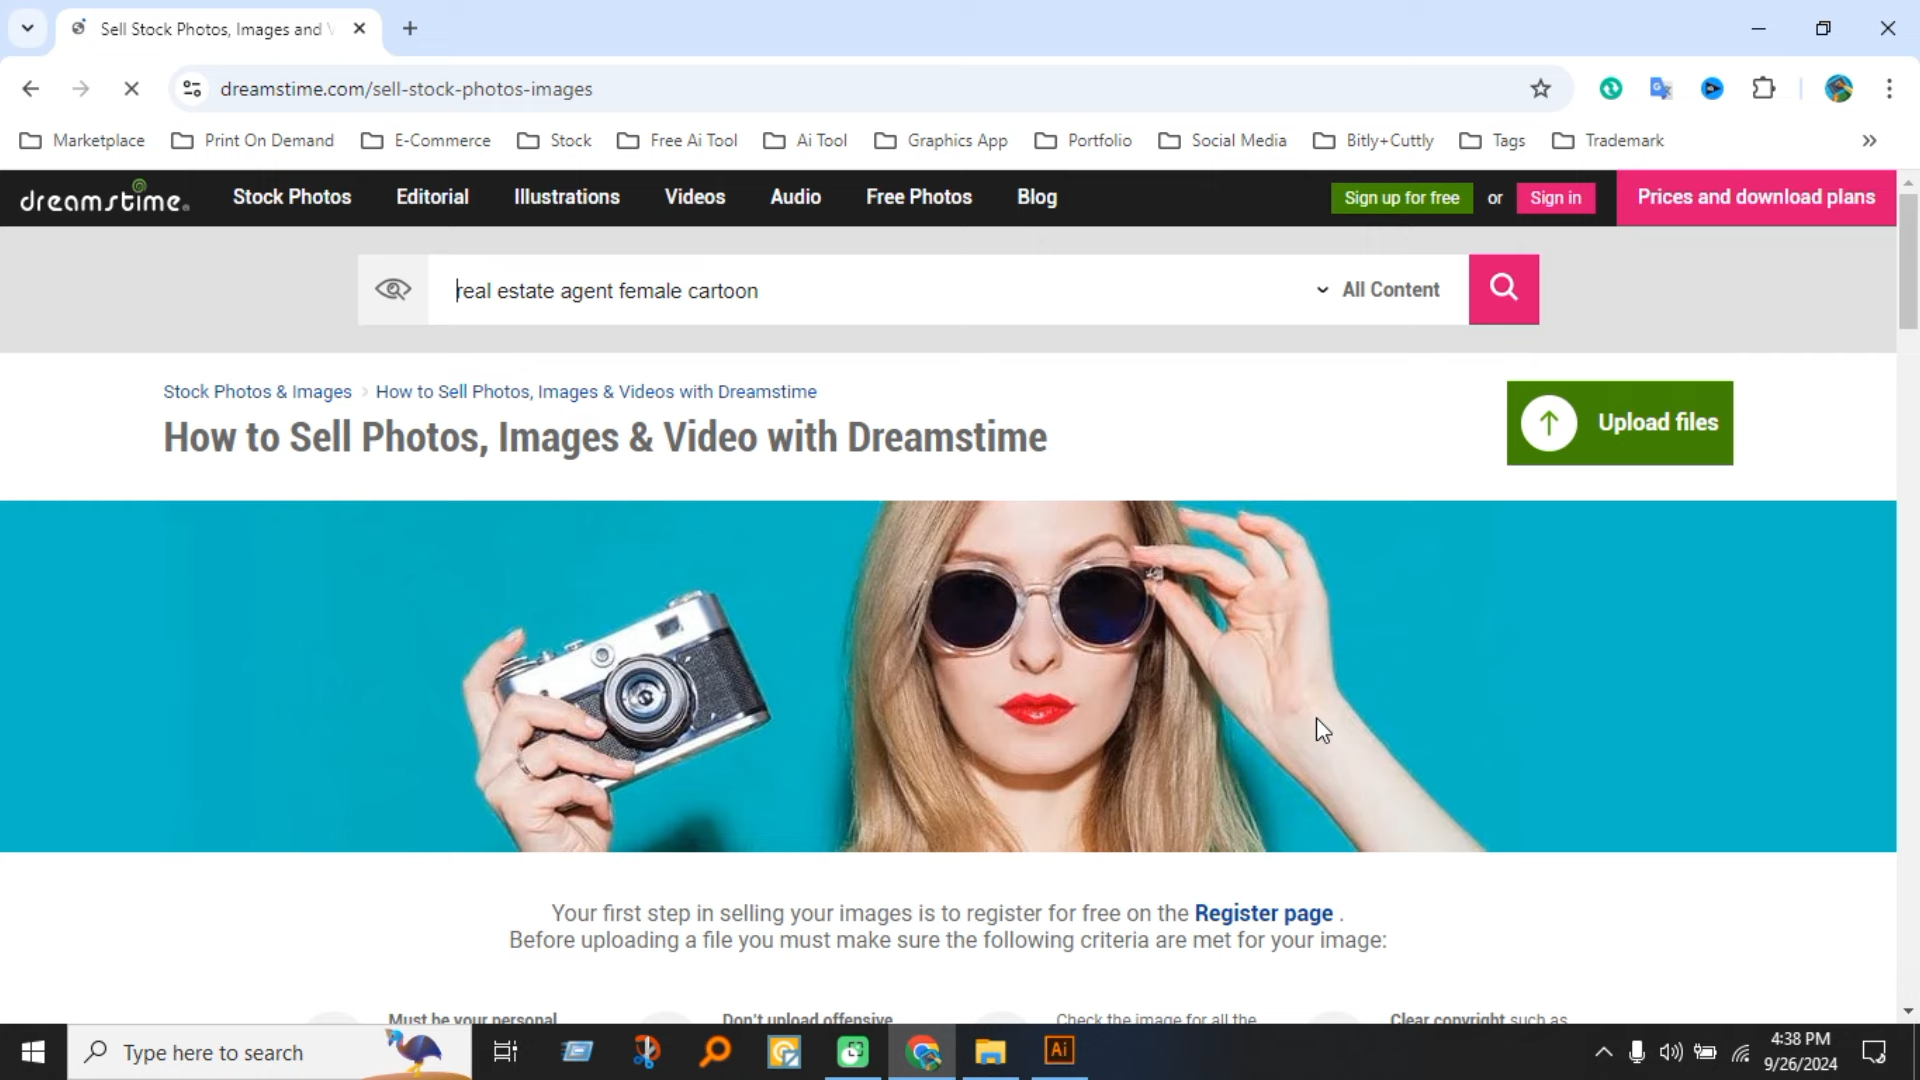 Sell Stock Photos, Images and V
dreamstime.com/sell-stock-photos-images
Marketplace Print On Demand E-Commerce Stock Free Ai Tool Ai Tool Graphics App Portfolio Social Media Bitly+Cuttly Tags Trademark
dreamstime. Stock Photos Editorial Illustrations Videos Audio Free Photos Blog Sign up for free or Sign in Prices and download plans
real estate agent female cartoon All Content
Stock Photos & Images How to Sell Photos, Images & Videos with Dreamstime
How to Sell Photos, Images & Video with Dreamstime
Upload files
Your first step in selling your images is to register for free on the Register page .
Before uploading a file you must make sure the following criteria are met for your image:
Must be your personal Don't upload offensive Check the image for all the Clear copyright such as
Type here to search
Ai
4:38 PM
9/26/2024